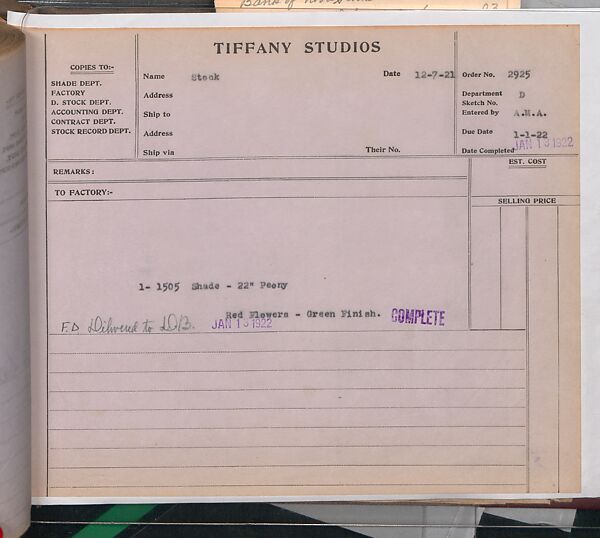 TIFFANY STUDIOS
COPIES TO:-
SHADE DEPT.
FACTORY
D. STOCK DEPT.
ACCOUNTING DEPT.
CONTRACT DEPT.
STOCK RECORD DEPT.
Name Stock Date 12-7-21
Address
Ship to
Address
Ship via Their No.
Order No. 2925
Department D
Sketch No.
Entered by A.M.A.
Due Date 1-1-22
Date Completed JAN 13 1922
REMARKS:
EST. COST
TO FACTORY:-
SELLING PRICE
1- 1505 Shade - 22" Peony
Red Flowers - Green Finish. COMPLETE
F.D Delivered to D/B. JAN 13 1922